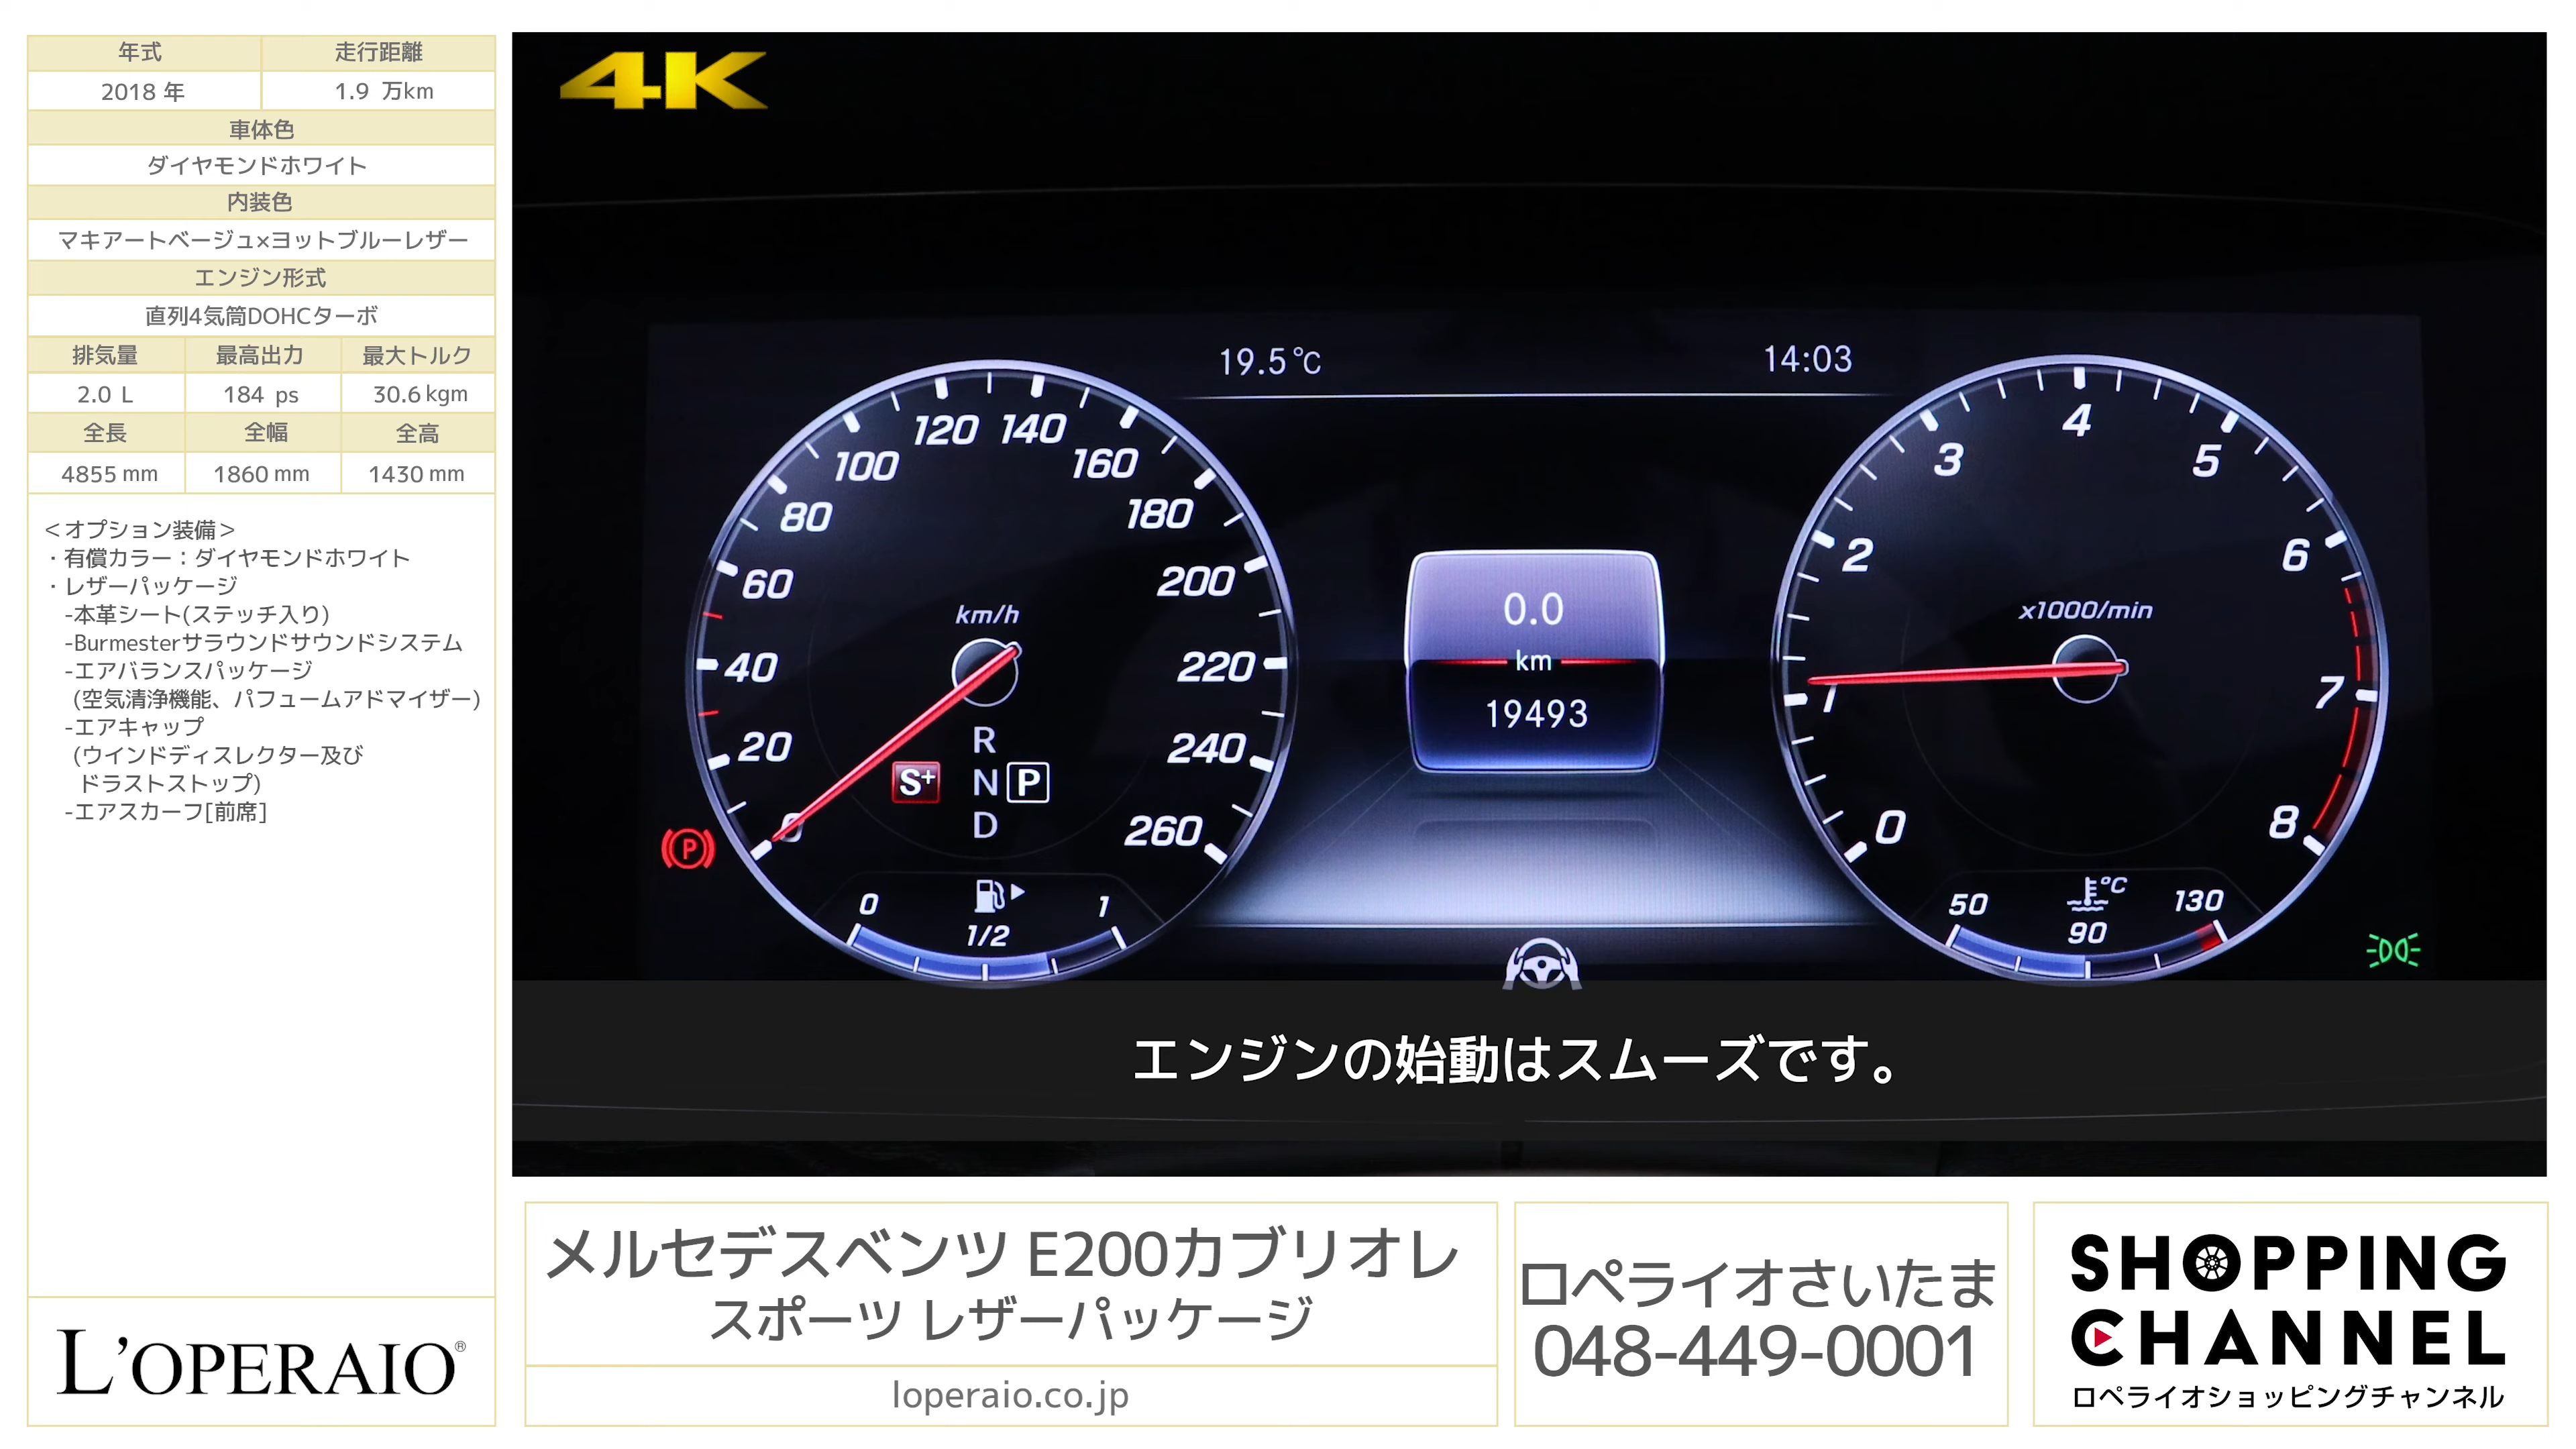 年式 走行距離
2018 年 1.9 万km
車体色
ダイヤモンドホワイト
内装色
マキアートベージュ×ヨットブルーレザー
エンジン形式
直列4気筒DOHCターボ
排気量 最高出力 最大トルク
2.0 L 184 ps 30.6 kgm
全長 全幅 全高
4855 mm 1860 mm 1430 mm
＜オプション装備＞
・有償カラー：ダイヤモンドホワイト
・レザーパッケージ
-本革シート(ステッチ入り)
-Burmesterサラウンドサウンドシステム
-エアバランスパッケージ
(空気清浄機能、パフュームアドマイザー)
-エアキャップ
(ウインドディスレクター及び
ドラストストップ)
-エアスカーフ[前席]
L'OPERAIO®
4K
19.5℃ 14:03
0 20 40 60 80 100 120 140 160 180 200 220 240 260
km/h
R
S+ N P
D
P
0 1/2 1
0.0
km
19493
0 1 2 3 4 5 6 7 8
x1000/min
°C
50 90 130
エンジンの始動はスムーズです。
メルセデスベンツ E200カブリオレ
スポーツ レザーパッケージ
loperaio.co.jp
ロペライオさいたま
048-449-0001
SHOPPING
CHANNEL
ロペライオショッピングチャンネル